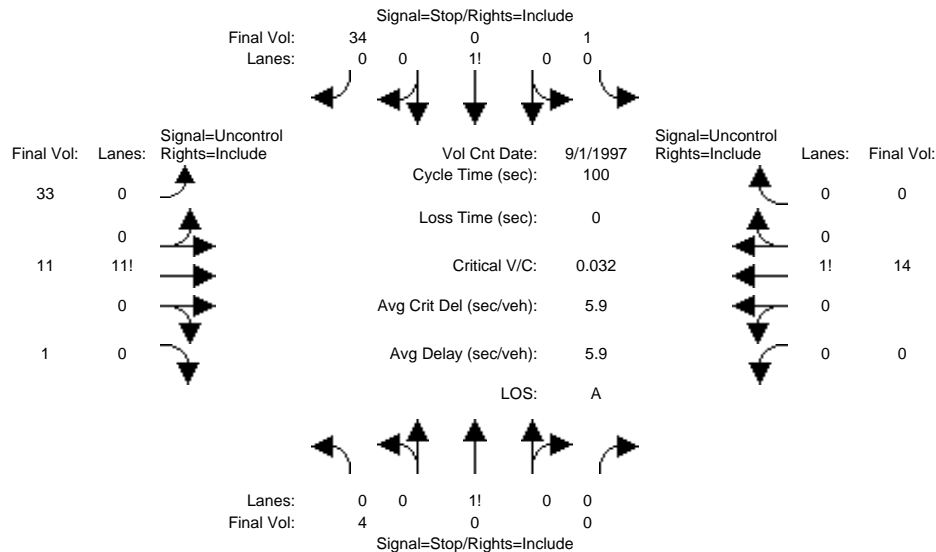 Signal=Stop/Rights=Include
Final Vol: 34 0 1
Lanes: 0 0 1! 0 0
Signal=Uncontrol
Final Vol: Lanes: Rights=Include
Vol Cnt Date: 9/1/1997
Signal=Uncontrol
Rights=Include Lanes: Final Vol:
Cycle Time (sec): 100
33 0
0 0
Loss Time (sec): 0
0
0
11 11!
Critical V/C: 0.032
1! 14
0
Avg Crit Del (sec/veh): 5.9
0
1 0
Avg Delay (sec/veh): 5.9
0 0
LOS: A
Lanes: 0 0 1! 0 0
Final Vol: 4 0 0
Signal=Stop/Rights=Include